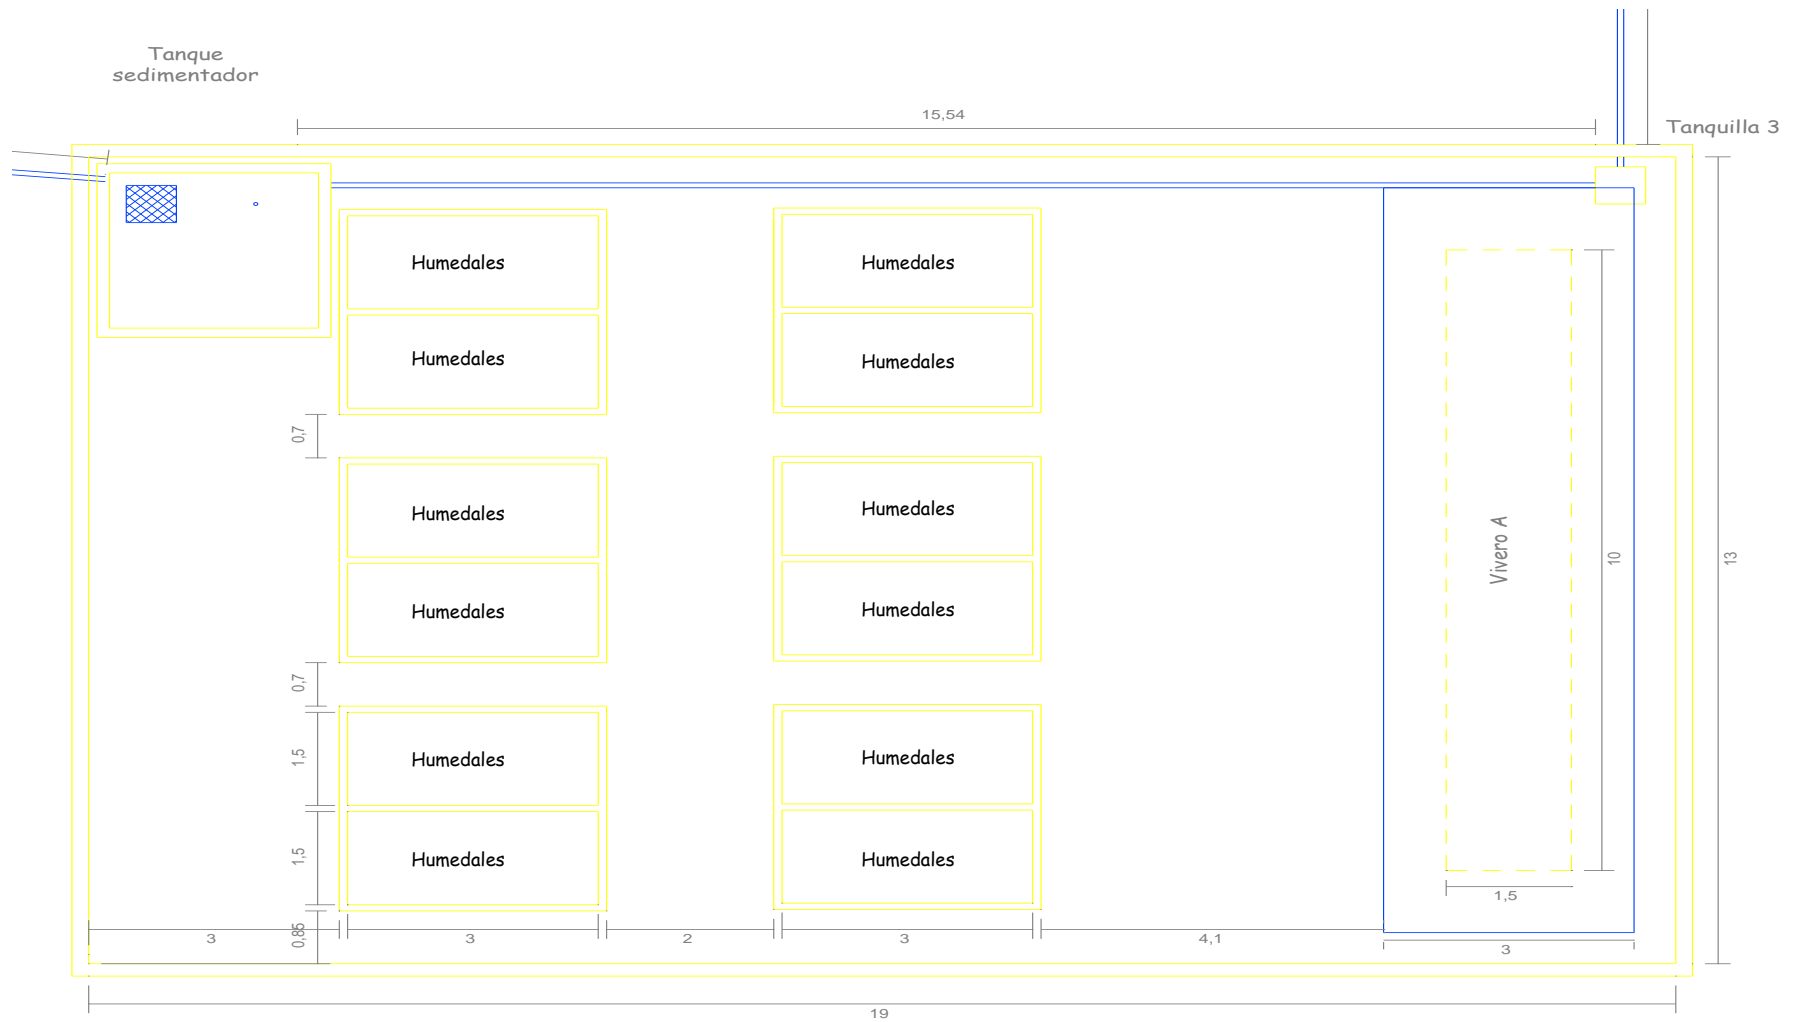 Tanque
sedimentador
15,54
Tanquilla 3
Humedales
Humedales
Humedales
Humedales
0,7
Humedales
Humedales
Vivero A
10
13
Humedales
Humedales
0,7
1,5
Humedales
Humedales
1,5
Humedales
Humedales
1,5
0,85
3
3
2
3
4,1
3
19